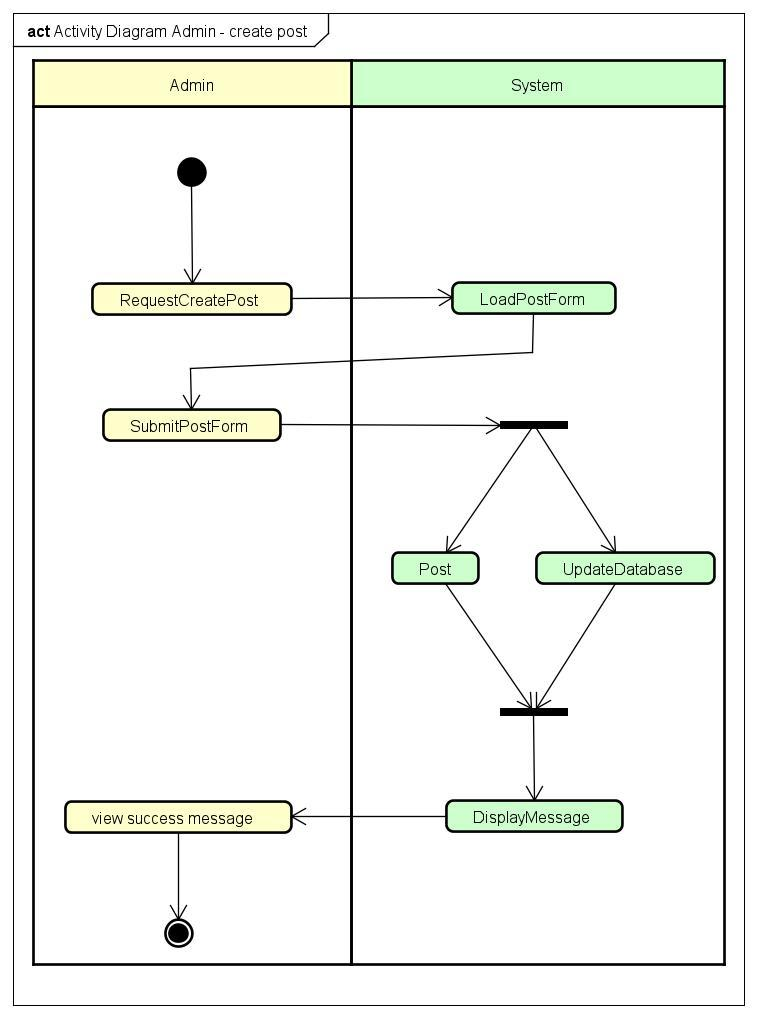 act Activity Diagram Admin - create post
Admin
System
RequestCreatePost
LoadPostForm
SubmitPostForm
Post
UpdateDatabase
view success message
DisplayMessage